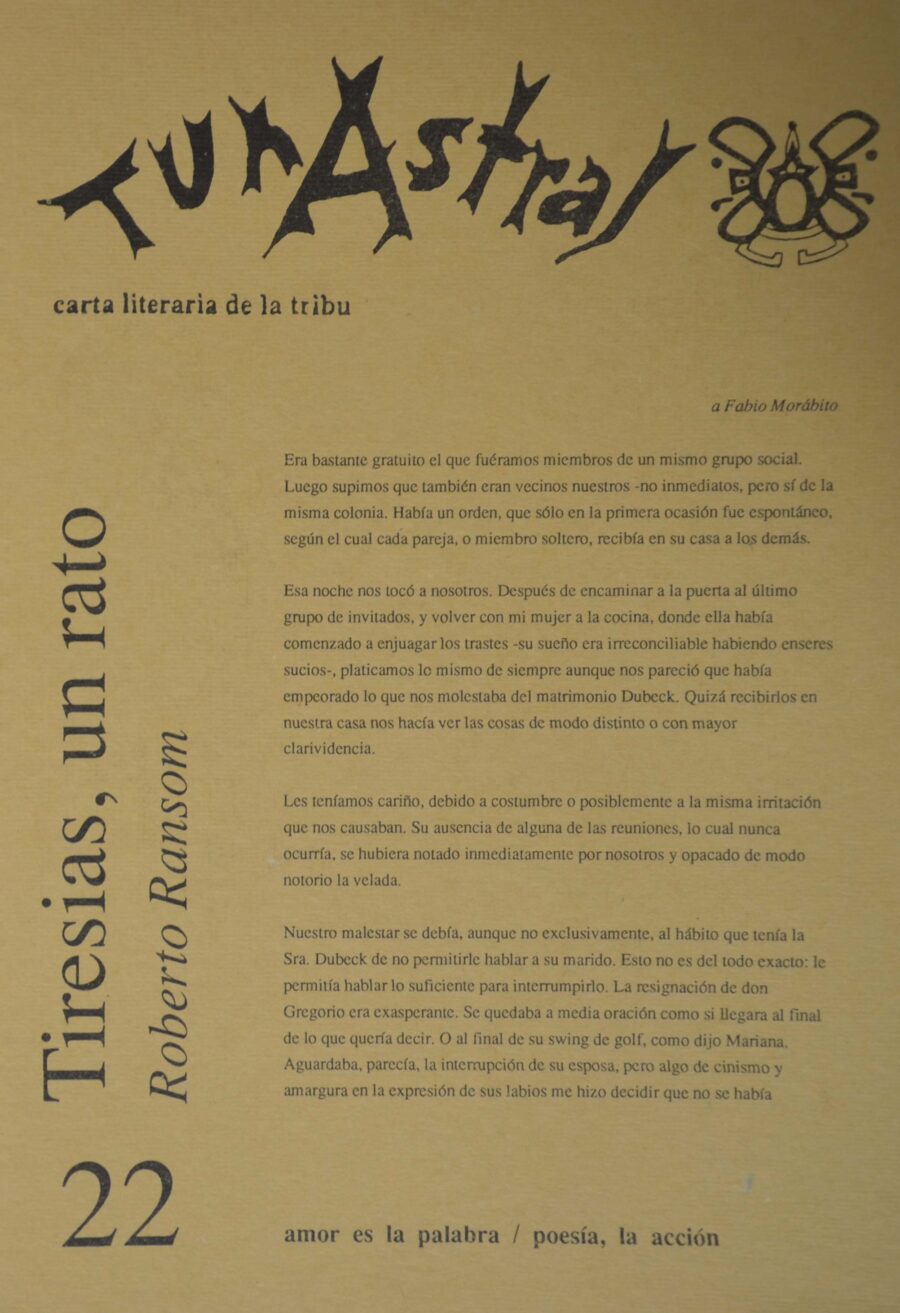 TunAstral
carta literaria de la tribu
a Fabio Morábito
Tiresias, un rato
Roberto Ransom
Era bastante gratuito el que fuéramos miembros de un mismo grupo social.
Luego supimos que también eran vecinos nuestros -no inmediatos, pero sí de la
misma colonia. Había un orden, que sólo en la primera ocasión fue espontáneo,
según el cual cada pareja, o miembro soltero, recibía en su casa a los demás.
Esa noche nos tocó a nosotros. Después de encaminar a la puerta al último
grupo de invitados, y volver con mi mujer a la cocina, donde ella había
comenzado a enjuagar los trastes -su sueño era irreconciliable habiendo enseres
sucios-, platicamos lo mismo de siempre aunque nos pareció que había
empeorado lo que nos molestaba del matrimonio Dubeck. Quizá recibirlos en
nuestra casa nos hacía ver las cosas de modo distinto o con mayor
clarividencia.
Les teníamos cariño, debido a costumbre o posiblemente a la misma irritación
que nos causaban. Su ausencia de alguna de las reuniones, lo cual nunca
ocurría, se hubiera notado inmediatamente por nosotros y opacado de modo
notorio la velada.
Nuestro malestar se debía, aunque no exclusivamente, al hábito que tenía la
Sra. Dubeck de no permitirle hablar a su marido. Esto no es del todo exacto: le
permitía hablar lo suficiente para interrumpirlo. La resignación de don
Gregorio era exasperante. Se quedaba a media oración como si llegara al final
de lo que quería decir. O al final de su swing de golf, como dijo Mariana.
Aguardaba, parecía, la interrupción de su esposa, pero algo de cinismo y
amargura en la expresión de sus labios me hizo decidir que no se había
22
amor es la palabra / poesía, la acción